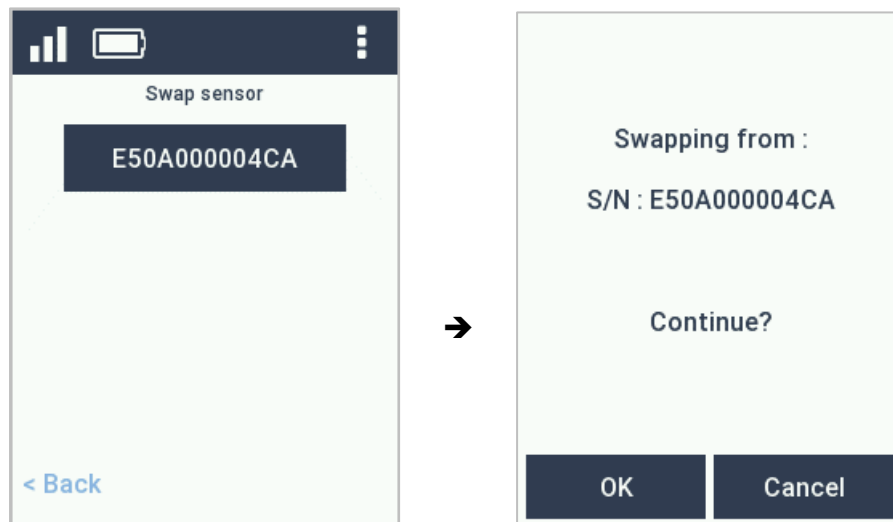 Swap sensor
E50A000004CA
< Back
➔
Swapping from :
S/N : E50A000004CA
Continue?
OK Cancel